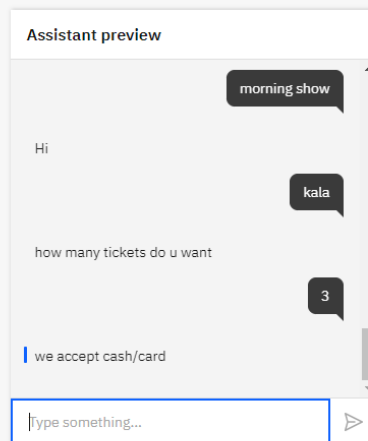 Assistant preview
morning show
Hi
kala
how many tickets do u want
3
we accept cash/card
Type something...